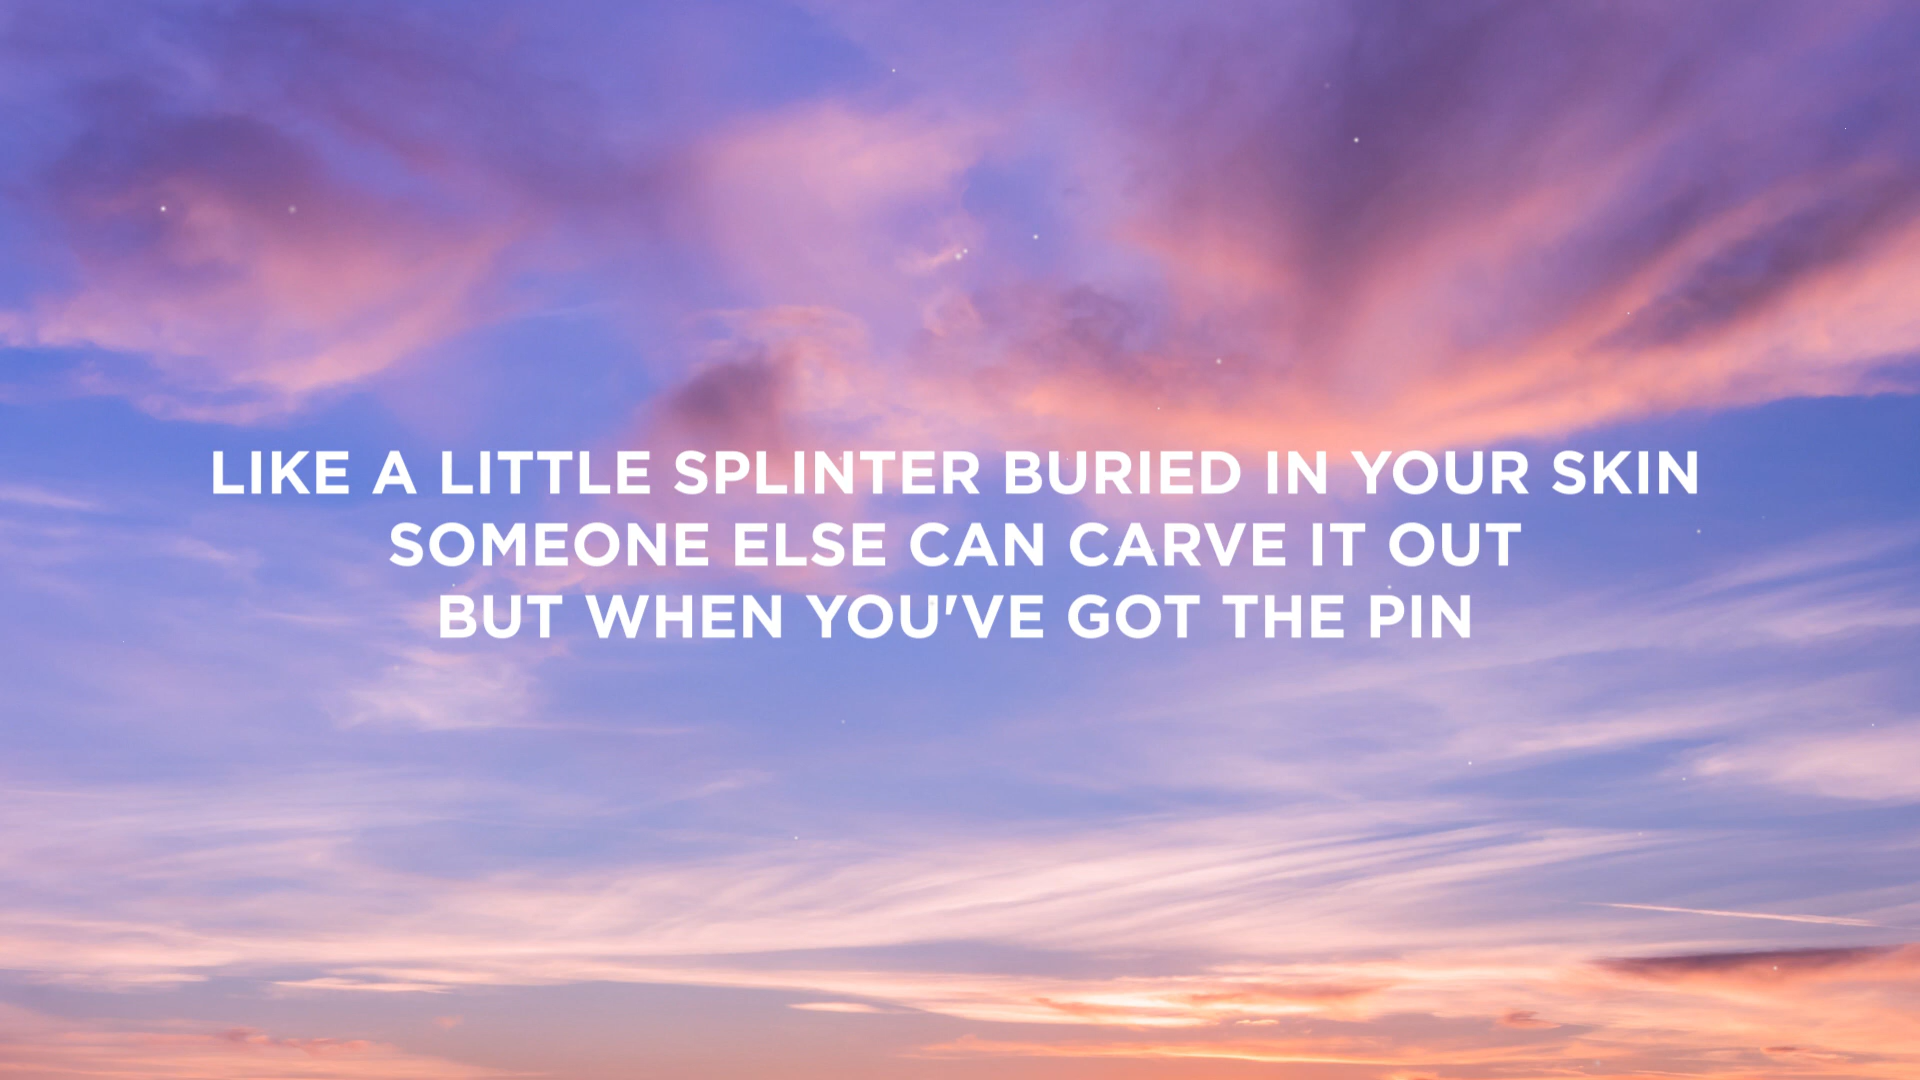 LIKE A LITTLE SPLINTER BURIED IN YOUR SKIN
SOMEONE ELSE CAN CARVE IT OUT
BUT WHEN YOU'VE GOT THE PIN